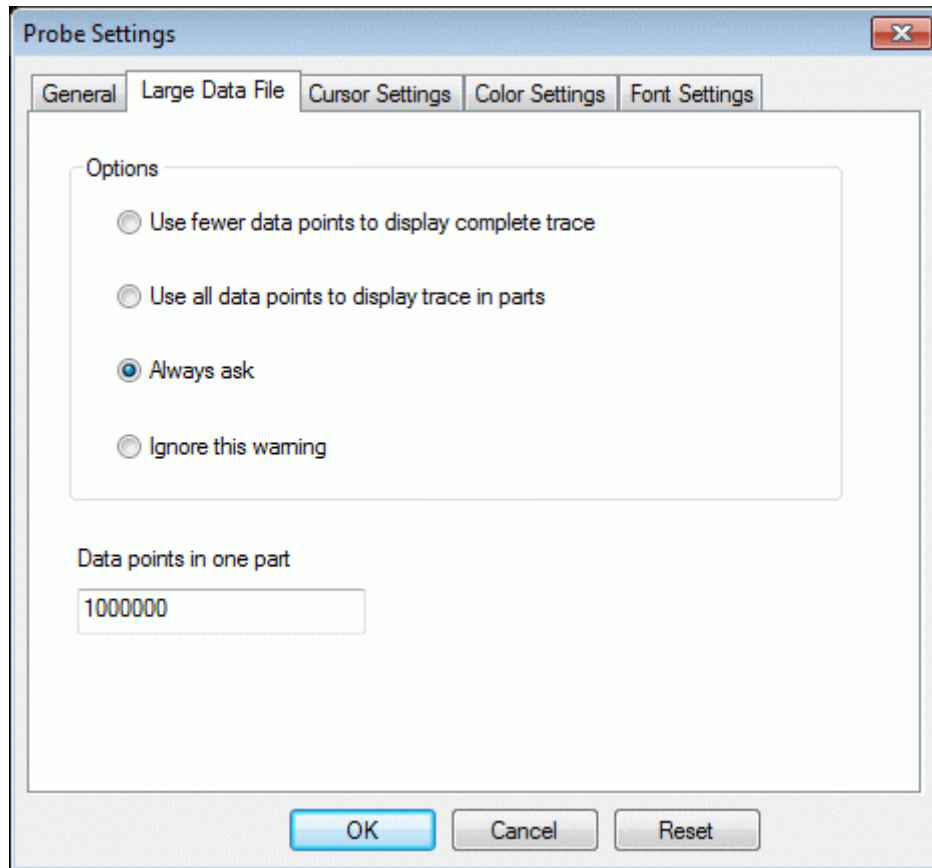 Probe Settings
General Large Data File Cursor Settings Color Settings Font Settings
Options
Use fewer data points to display complete trace
Use all data points to display trace in parts
Always ask
Ignore this warning
Data points in one part
1000000
OK Cancel Reset